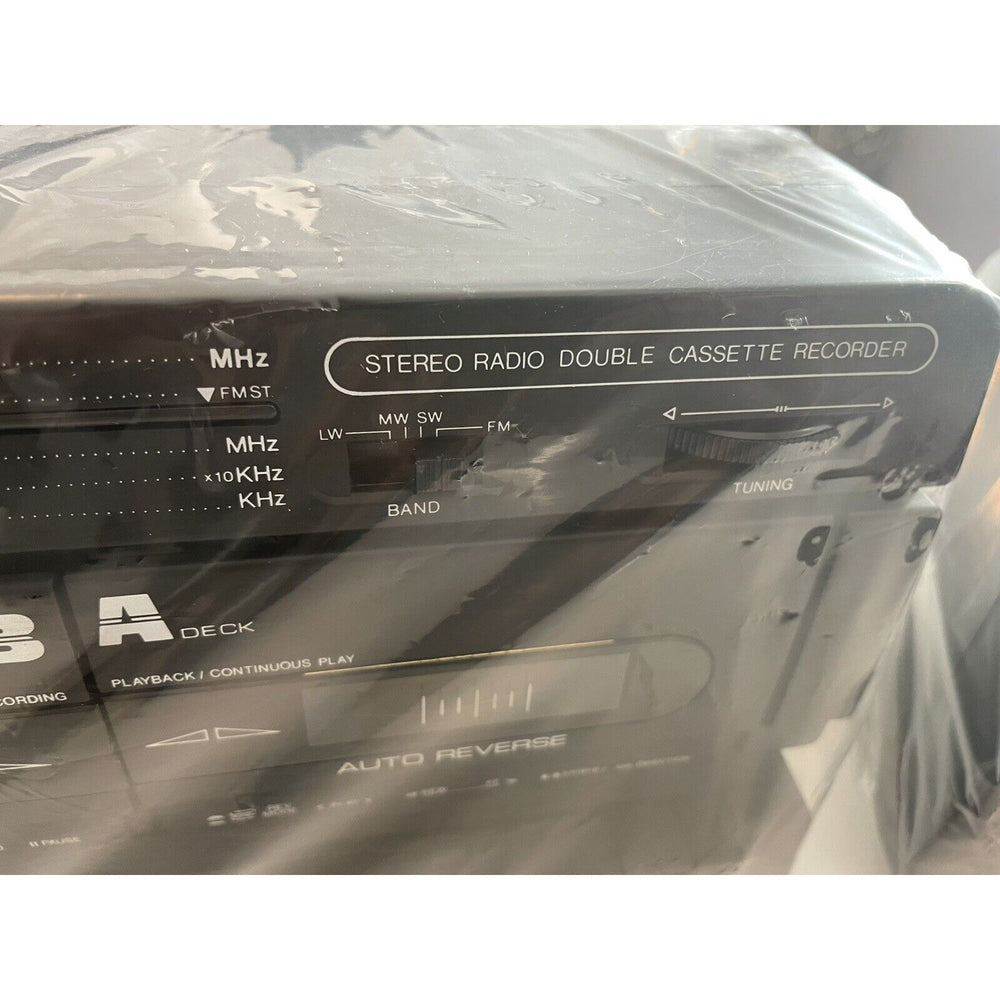 MHz
STEREO RADIO DOUBLE CASSETTE RECORDER
FM ST.
MW SW
LW FM
MHz
x10 KHz
KHz
BAND
TUNING
B
A DECK
PLAYBACK / CONTINUOUS PLAY
CORDING
AUTO REVERSE
PAUSE